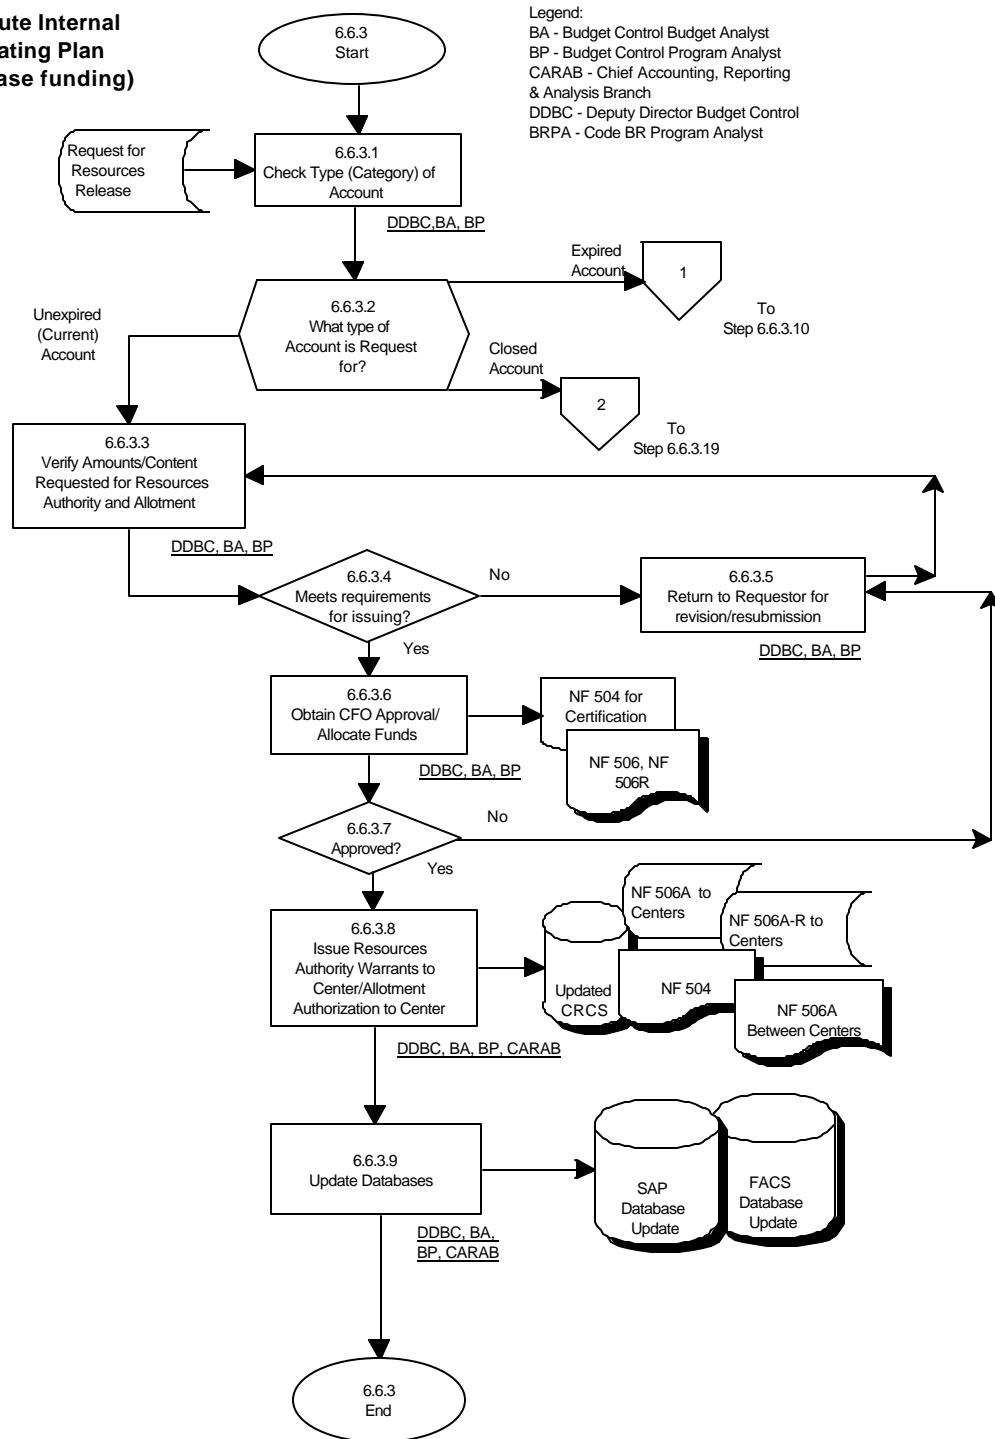 ute Internal
ating Plan
ase funding)
6.6.3
Start
Legend:
BA - Budget Control Budget Analyst
BP - Budget Control Program Analyst
CARAB - Chief Accounting, Reporting
& Analysis Branch
DDBC - Deputy Director Budget Control
BRPA - Code BR Program Analyst
Request for
Resources
Release
6.6.3.1
Check Type (Category) of
Account
DDBC,BA, BP
Expired
Account
1
To
Step 6.6.3.10
Unexpired
(Current)
Account
6.6.3.2
What type of
Account is Request
for?
Closed
Account
2
To
Step 6.6.3.19
6.6.3.3
Verify Amounts/Content
Requested for Resources
Authority and Allotment
DDBC, BA, BP
6.6.3.4
Meets requirements
for issuing?
No
6.6.3.5
Return to Requestor for
revision/resubmission
DDBC, BA, BP
Yes
6.6.3.6
Obtain CFO Approval/
Allocate Funds
NF 504 for
Certification
NF 506, NF
506R
DDBC, BA, BP
6.6.3.7
Approved?
No
Yes
6.6.3.8
Issue Resources
Authority Warrants to
Center/Allotment
Authorization to Center
NF 506A to
Centers
NF 506A-R to
Centers
Updated
CRCS
NF 504
NF 506A
Between Centers
DDBC, BA, BP, CARAB
6.6.3.9
Update Databases
SAP
Database
Update
FACS
Database
Update
DDBC, BA,
BP, CARAB
6.6.3
End